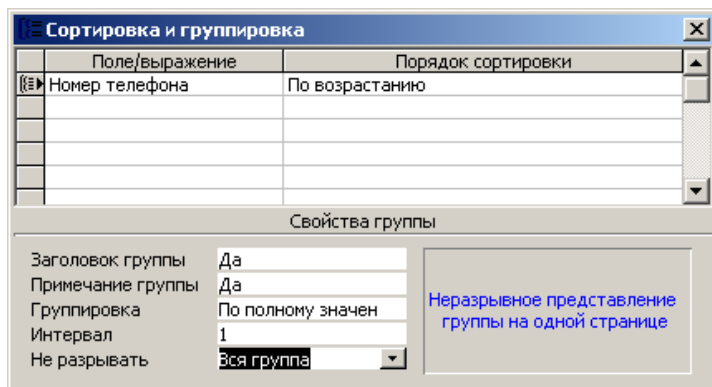 Сортировка и группировка
Поле/выражение Порядок сортировки
Номер телефона По возрастанию
Свойства группы
Заголовок группы Да
Примечание группы Да
Группировка По полному значен
Интервал 1
Не разрывать Вся группа
Неразрывное представление
группы на одной странице